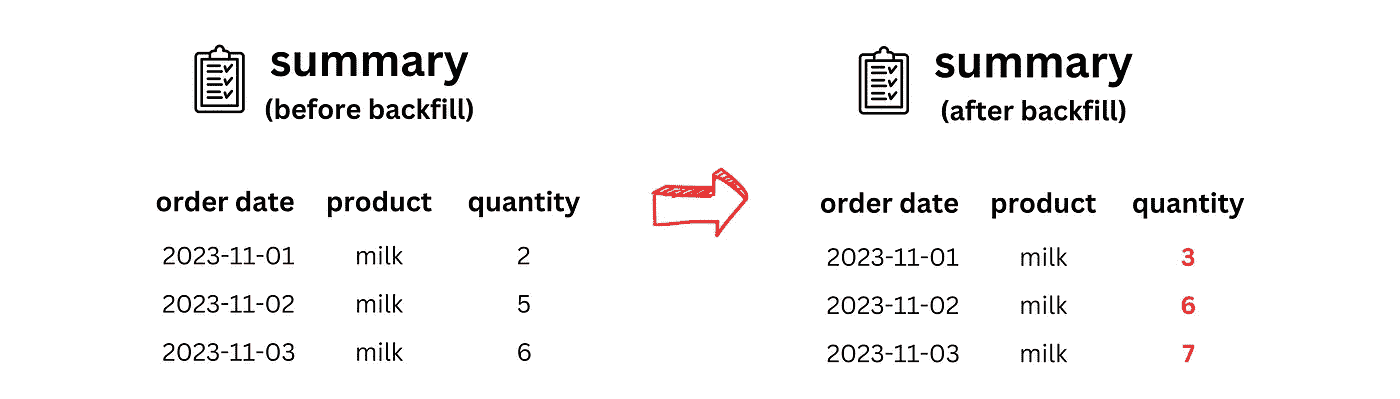 summary
(before backfill)
order date product quantity
2023-11-01 milk 2
2023-11-02 milk 5
2023-11-03 milk 6
summary
(after backfill)
order date product quantity
2023-11-01 milk 3
2023-11-02 milk 6
2023-11-03 milk 7